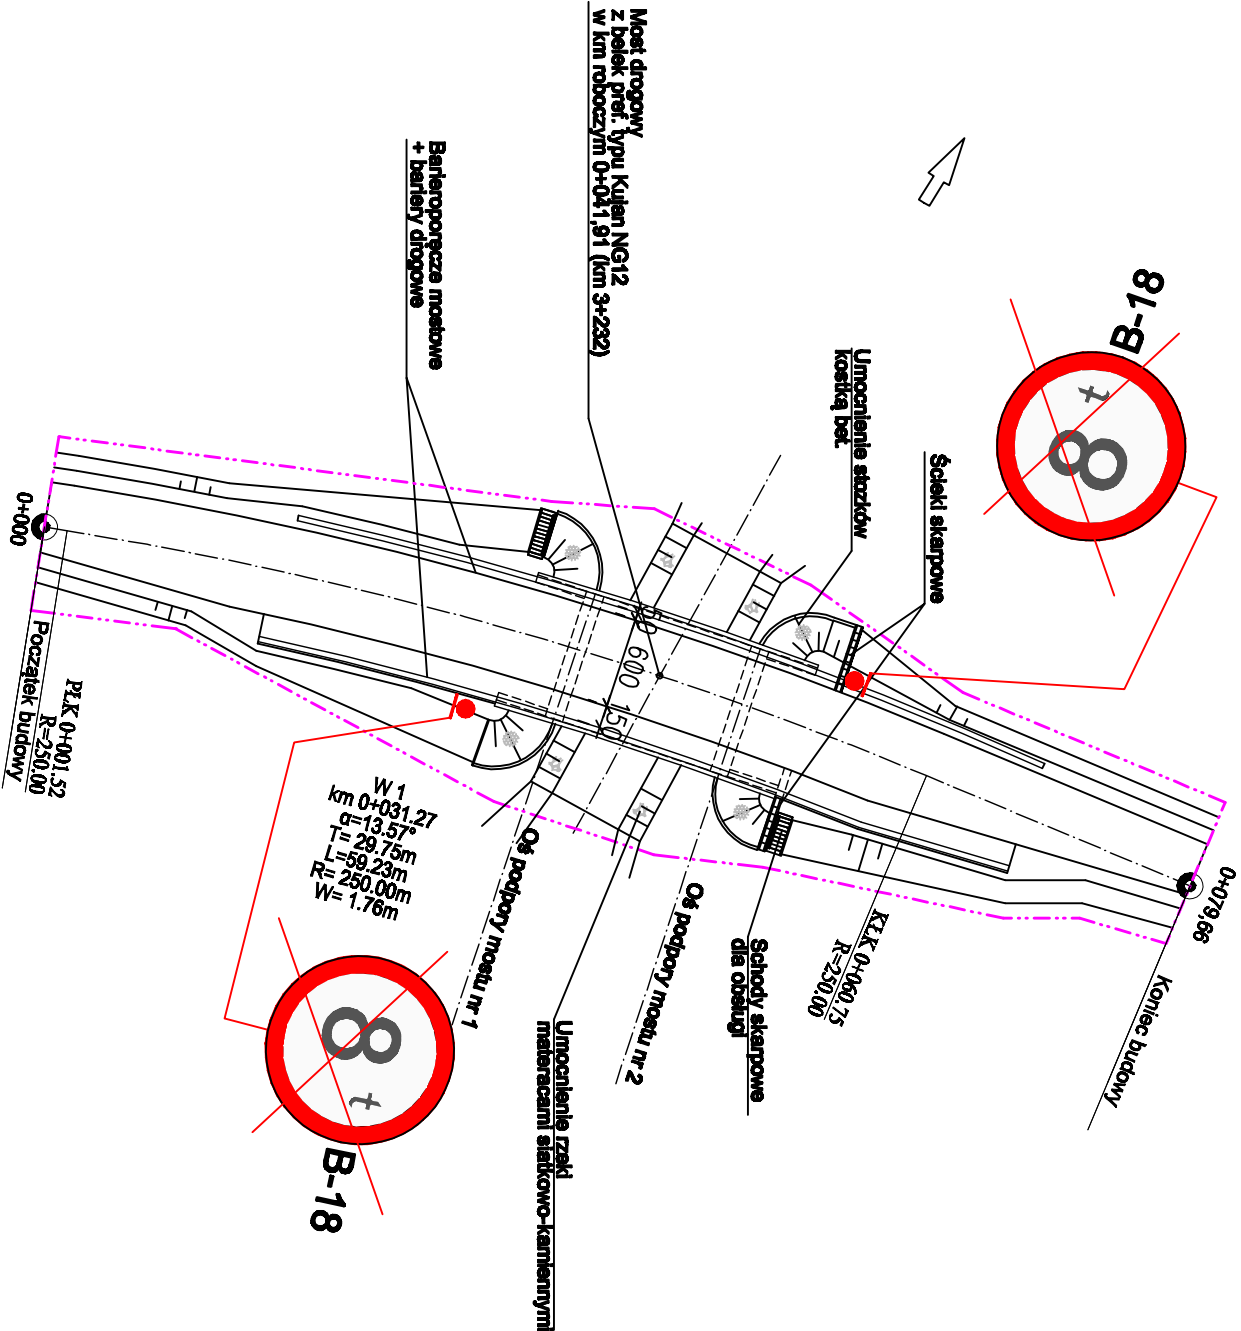 Most drogowy
z belek pref. typu Kujan NG12
w km roboczym 0+041,91 (km 3+232)
Barieroporęcze mostowe
+ bariery drogowe
B-18
8
t
Umocnienie stożków
kostką bet.
Ścieki skarpowe
0+000
Początek budowy
PŁK 0+001.52
R=250.00
50
600
150
W 1
km 0+031.27
α=13.57°
T= 29.75m
L=59.23m
R= 250.00m
W= 1.76m
Oś podpory mostu nr 1
Oś podpory mostu nr 2
KŁK 0+060.75
R=250.00
0+079.66
Koniec budowy
Schody skarpowe
dla obsługi
Umocnienie rzeki
materacami siatkowo-kamiennymi
8
t
B-18